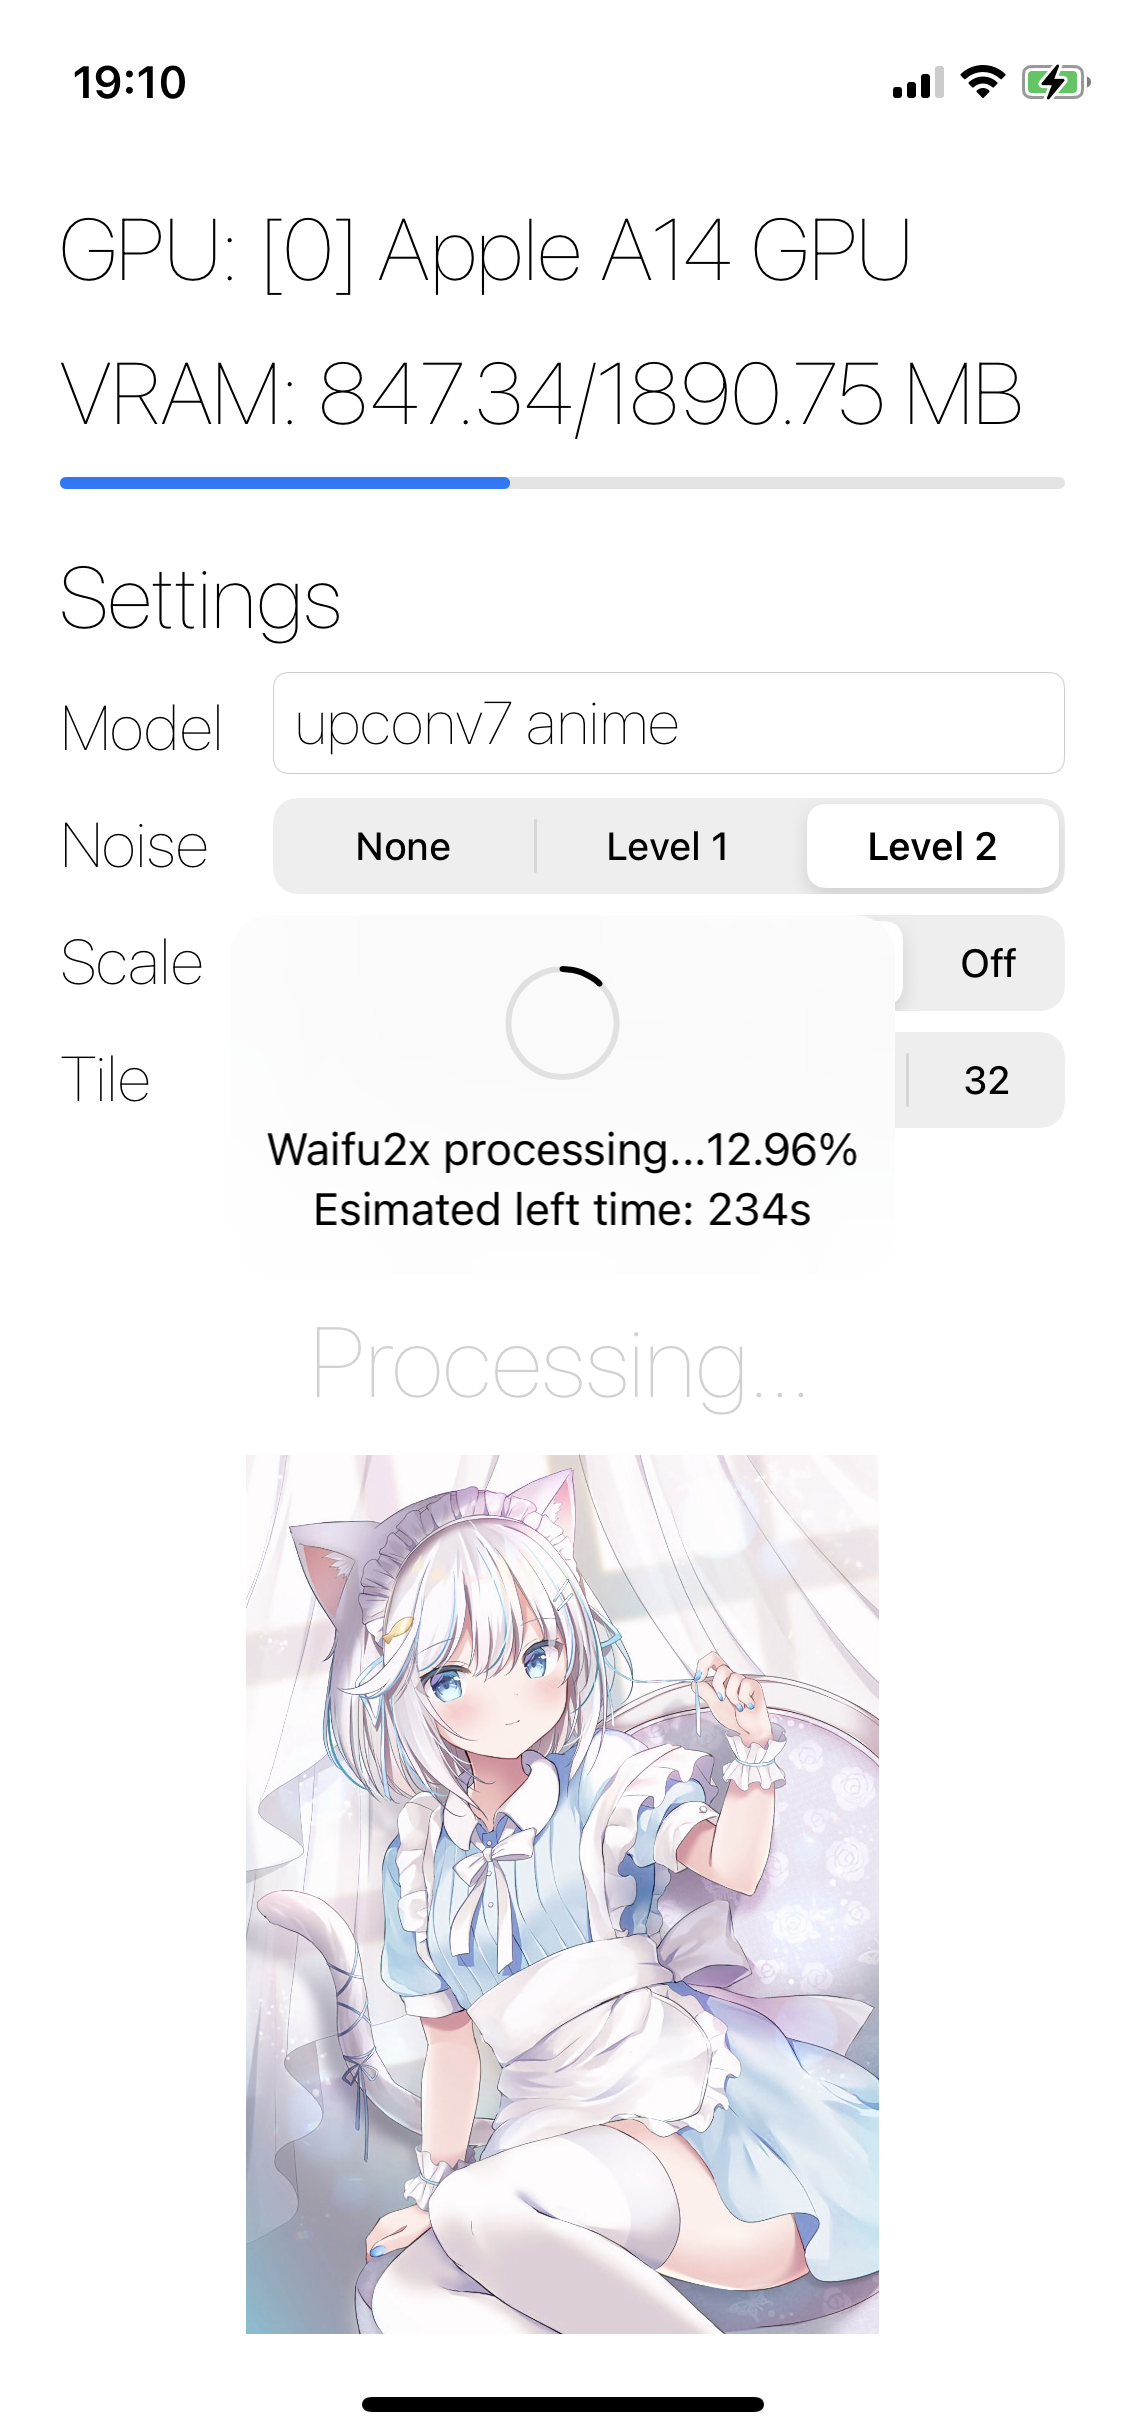 19:10
GPU: [0] Apple A14 GPU
VRAM: 847.34/1890.75 MB
Settings
Model upconv7 anime
Noise None Level 1 Level 2
Scale Off
Tile 32
Waifu2x processing...12.96%
Esimated left time: 234s
Processing...